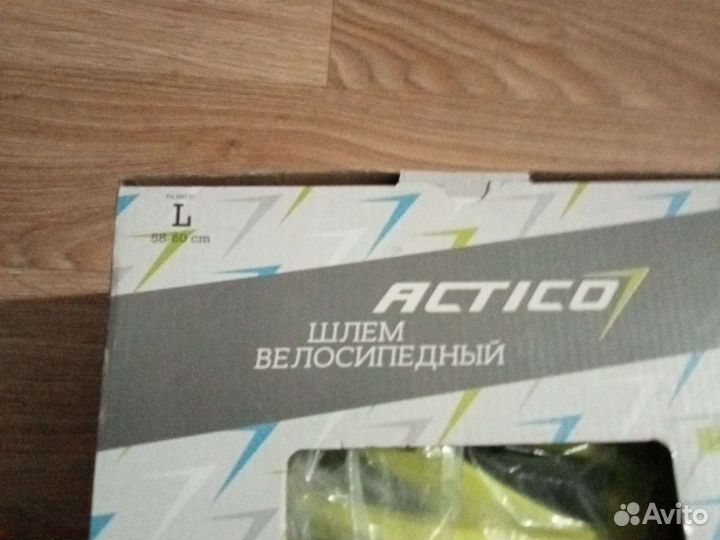 L
58-60 cm
ACTICO
ШЛЕМ
ВЕЛОСИПЕДНЫЙ
Avito